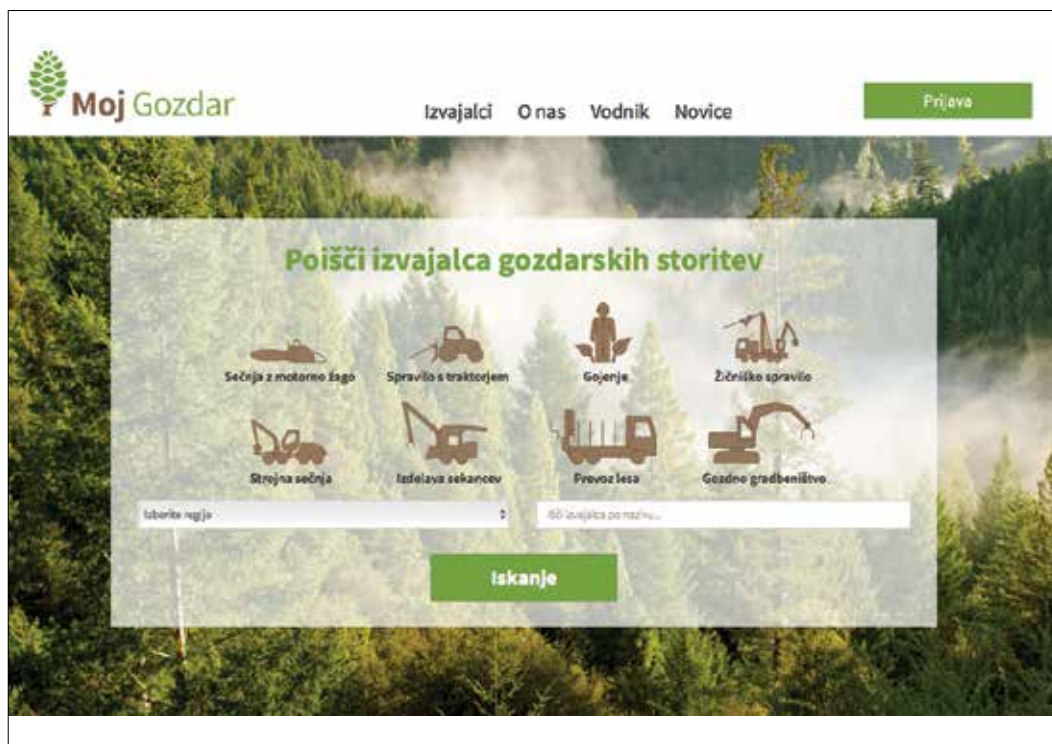 Moj Gozdar
Izvajalci O nas Vodnik Novice
Prijava
Poišči izvajalca gozdarskih storitev
Sečnja z motorno žago Spravilo s traktorjem Gojenje Žičniško spravilo
Strojna sečnja Izdelava sekancev Prevoz lesa Gozdno gradbeništvo
Izberite regijo
Išči izvajalca po nazivu...
Iskanje